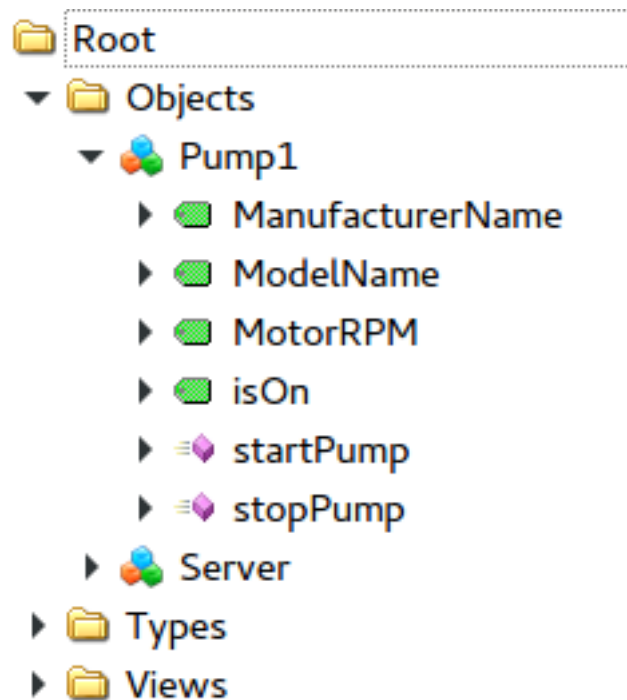 Root
Objects
Pump1
ManufacturerName
ModelName
MotorRPM
isOn
startPump
stopPump
Server
Types
Views